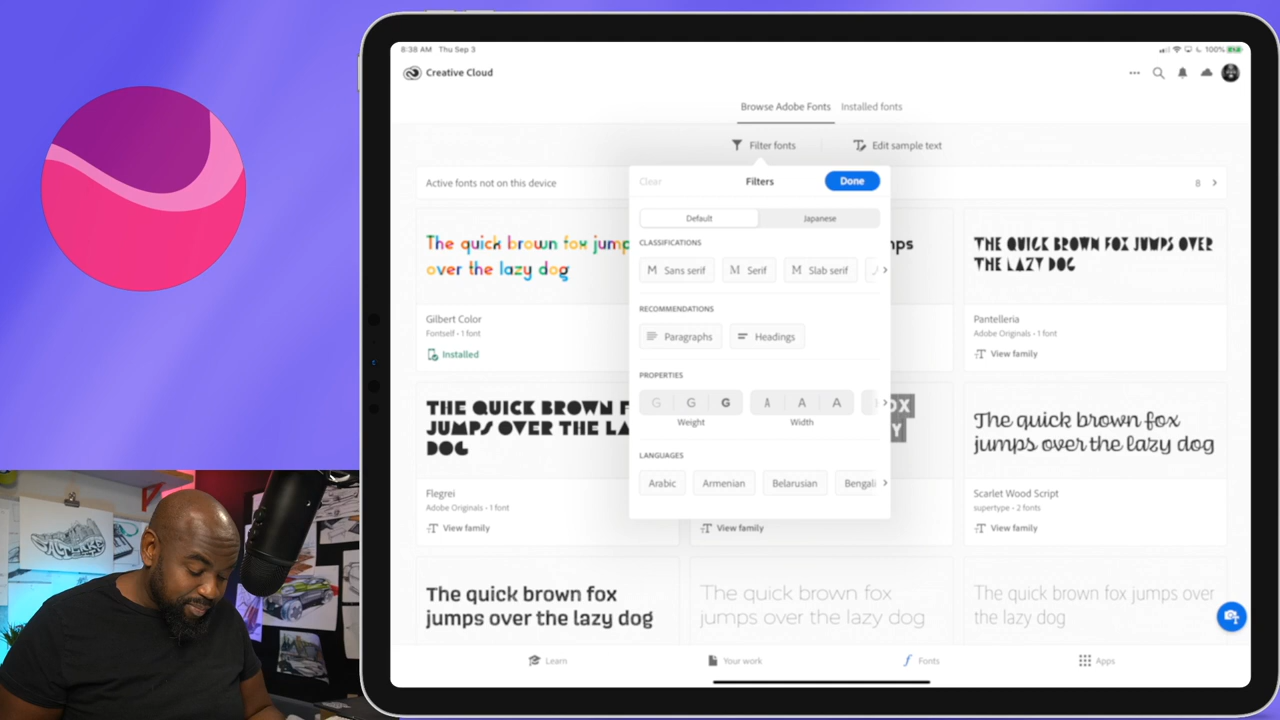 8:38 AM Thu Sep 3
100%
Creative Cloud
Browse Adobe Fonts
Installed fonts
Filter fonts
Edit sample text
Active fonts not on this device
8
Clear
Filters
Done
Default
Japanese
CLASSIFICATIONS
M Sans serif
M Serif
M Slab serif
RECOMMENDATIONS
Paragraphs
Headings
PROPERTIES
G G G
A A A
Weight
Width
LANGUAGES
Arabic
Armenian
Belarusian
Bengali
The quick brown fox jump
over the lazy dog
Gilbert Color
Fontself • 1 font
Installed
mps
THE QUICK BROWN FOX JUMPS OVER
THE LAZY DOG
Pantelleria
Adobe Originals • 1 font
View family
THE QUICK BROWN F
JUMPS OVER THE LA
DOG
Flegrei
Adobe Originals • 1 font
View family
OX
Y
View family
The quick brown fox
jumps over the lazy dog
Scarlet Wood Script
supertype • 2 fonts
View family
The quick brown fox
jumps over the lazy dog
The quick brown fox
jumps over the lazy dog
The quick brown fox jumps over
the lazy dog
Learn
Your work
Fonts
Apps